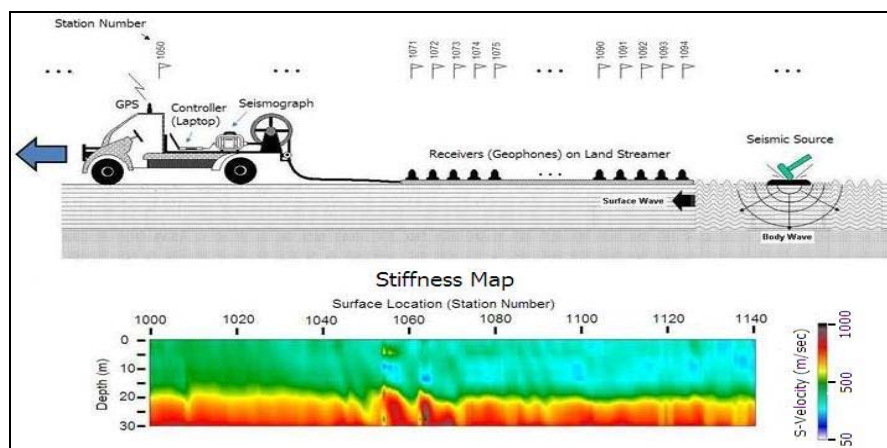 Station Number
1050
1071
1072
1073
1074
1075
1090
1091
1092
1093
1094
GPS
Controller
(Laptop)
Seismograph
Receivers (Geophones) on Land Streamer
Seismic Source
Surface Wave
Body Wave
Stiffness Map
Surface Location (Station Number)
1000 1020 1040 1060 1080 1100 1120 1140
Depth (m)
0
10
20
30
S-Velocity (m/sec)
1000
500
50